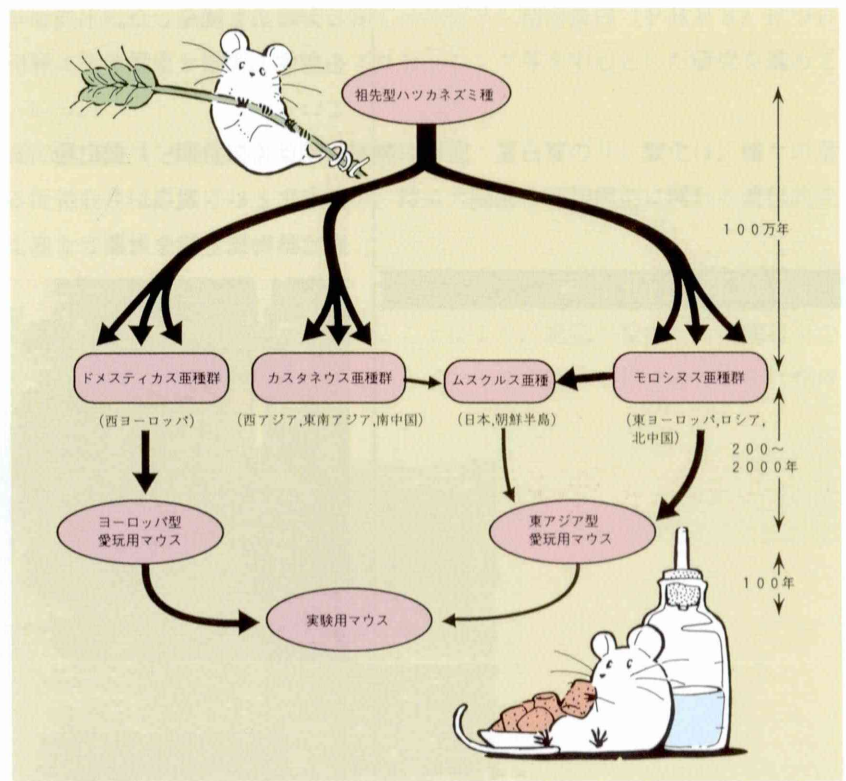 祖先型ハツカネズミ種
100万年
ドメスティカス亜種群
カスタネウス亜種群
ムスクルス亜種
モロシヌス亜種群
(西ヨーロッパ)
(西アジア,東南アジア,南中国)
(日本,朝鮮半島)
(東ヨーロッパ,ロシア,
北中国)
200~
2000年
ヨーロッパ型
愛玩用マウス
東アジア型
愛玩用マウス
100年
実験用マウス